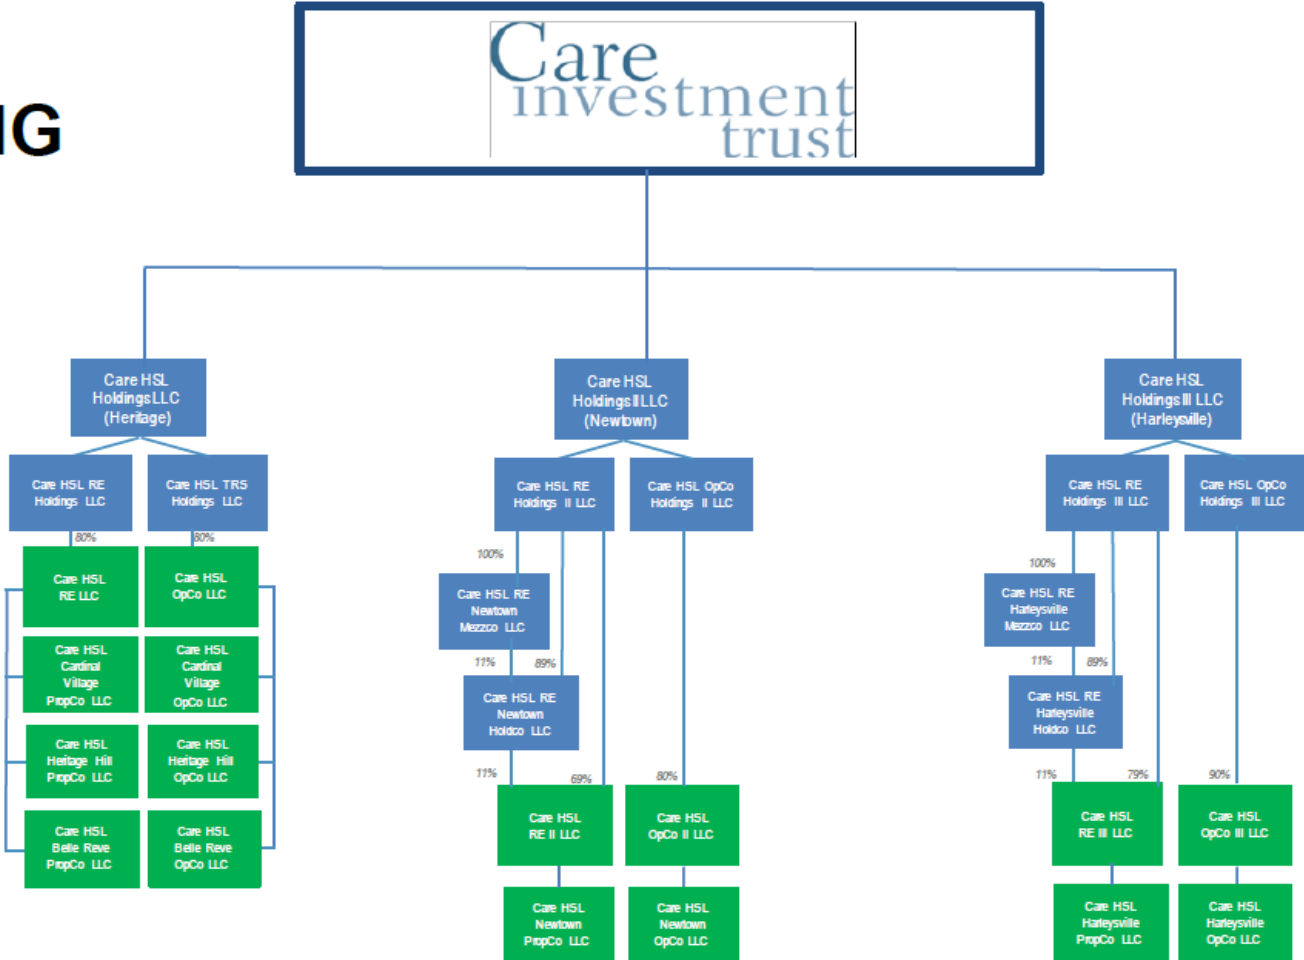 Care
investment
trust
IG
Care HSL
Holdings LLC
(Heritage)
Care HSL RE
Holdings LLC
Care HSL TRS
Holdings LLC
80%
80%
Care HSL
RE LLC
Care HSL
OpCo LLC
Care HSL
Cardinal
Village
PropCo LLC
Care HSL
Cardinal
Village
OpCo LLC
Care HSL
Heritage Hill
PropCo LLC
Care HSL
Heritage Hill
OpCo LLC
Care HSL
Belle Reve
PropCo LLC
Care HSL
Belle Reve
OpCo LLC
Care HSL
Holdings II LLC
(Newtown)
Care HSL RE
Holdings II LLC
Care HSL OpCo
Holdings II LLC
100%
Care HSL RE
Newtown
Mezzco LLC
11%
89%
Care HSL RE
Newtown
Holdco LLC
11%
69%
80%
Care HSL
RE II LLC
Care HSL
OpCo II LLC
Care HSL
Newtown
PropCo LLC
Care HSL
Newtown
OpCo LLC
Care HSL
Holdings III LLC
(Harleysville)
Care HSL RE
Holdings III LLC
Care HSL OpCo
Holdings III LLC
100%
Care HSL RE
Harleysville
Mezzco LLC
11%
89%
Care HSL RE
Harleysville
Holdco LLC
11%
79%
90%
Care HSL
RE III LLC
Care HSL
OpCo III LLC
Care HSL
Harleysville
PropCo LLC
Care HSL
Harleysville
OpCo LLC